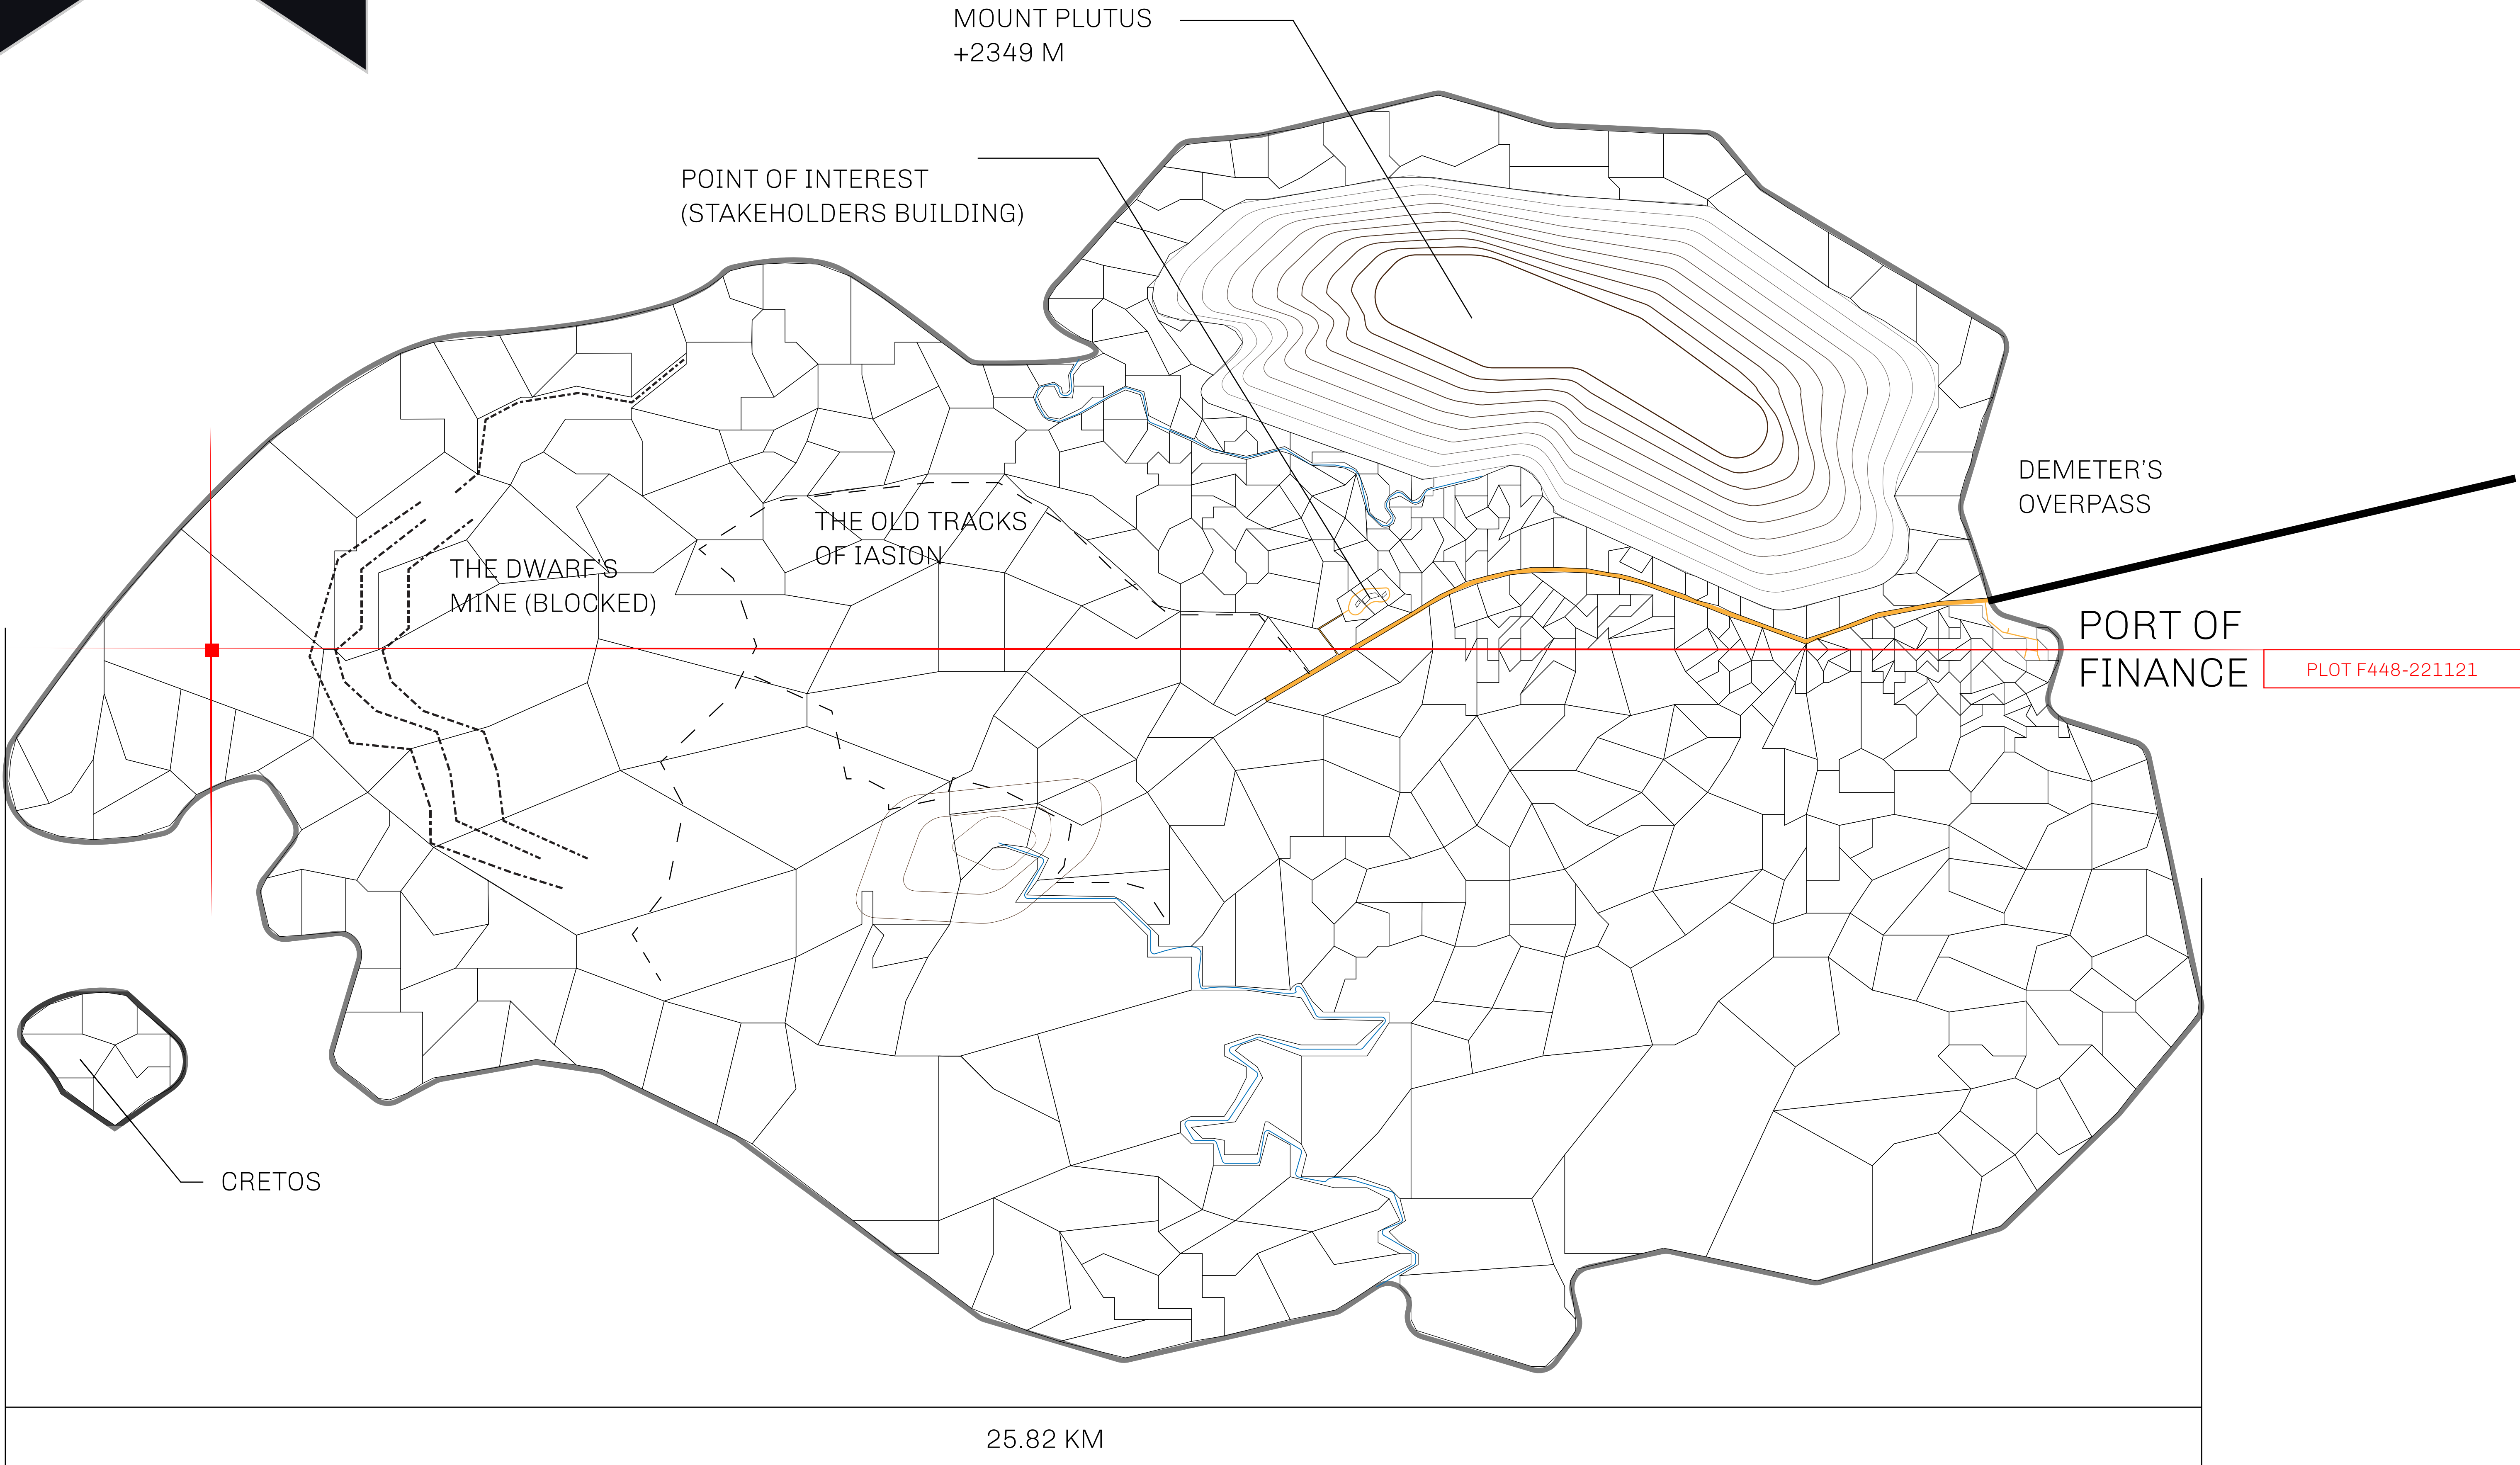 MOUNT PLUTUS
+2349 M
POINT OF INTEREST
(STAKEHOLDERS BUILDING)
DEMETER'S
OVERPASS
THE OLD TRACKS
OF IASION
THE DWARF'S
MINE (BLOCKED)
PORT OF
FINANCE
PLOT F448-221121
CRETOS
25.82 KM